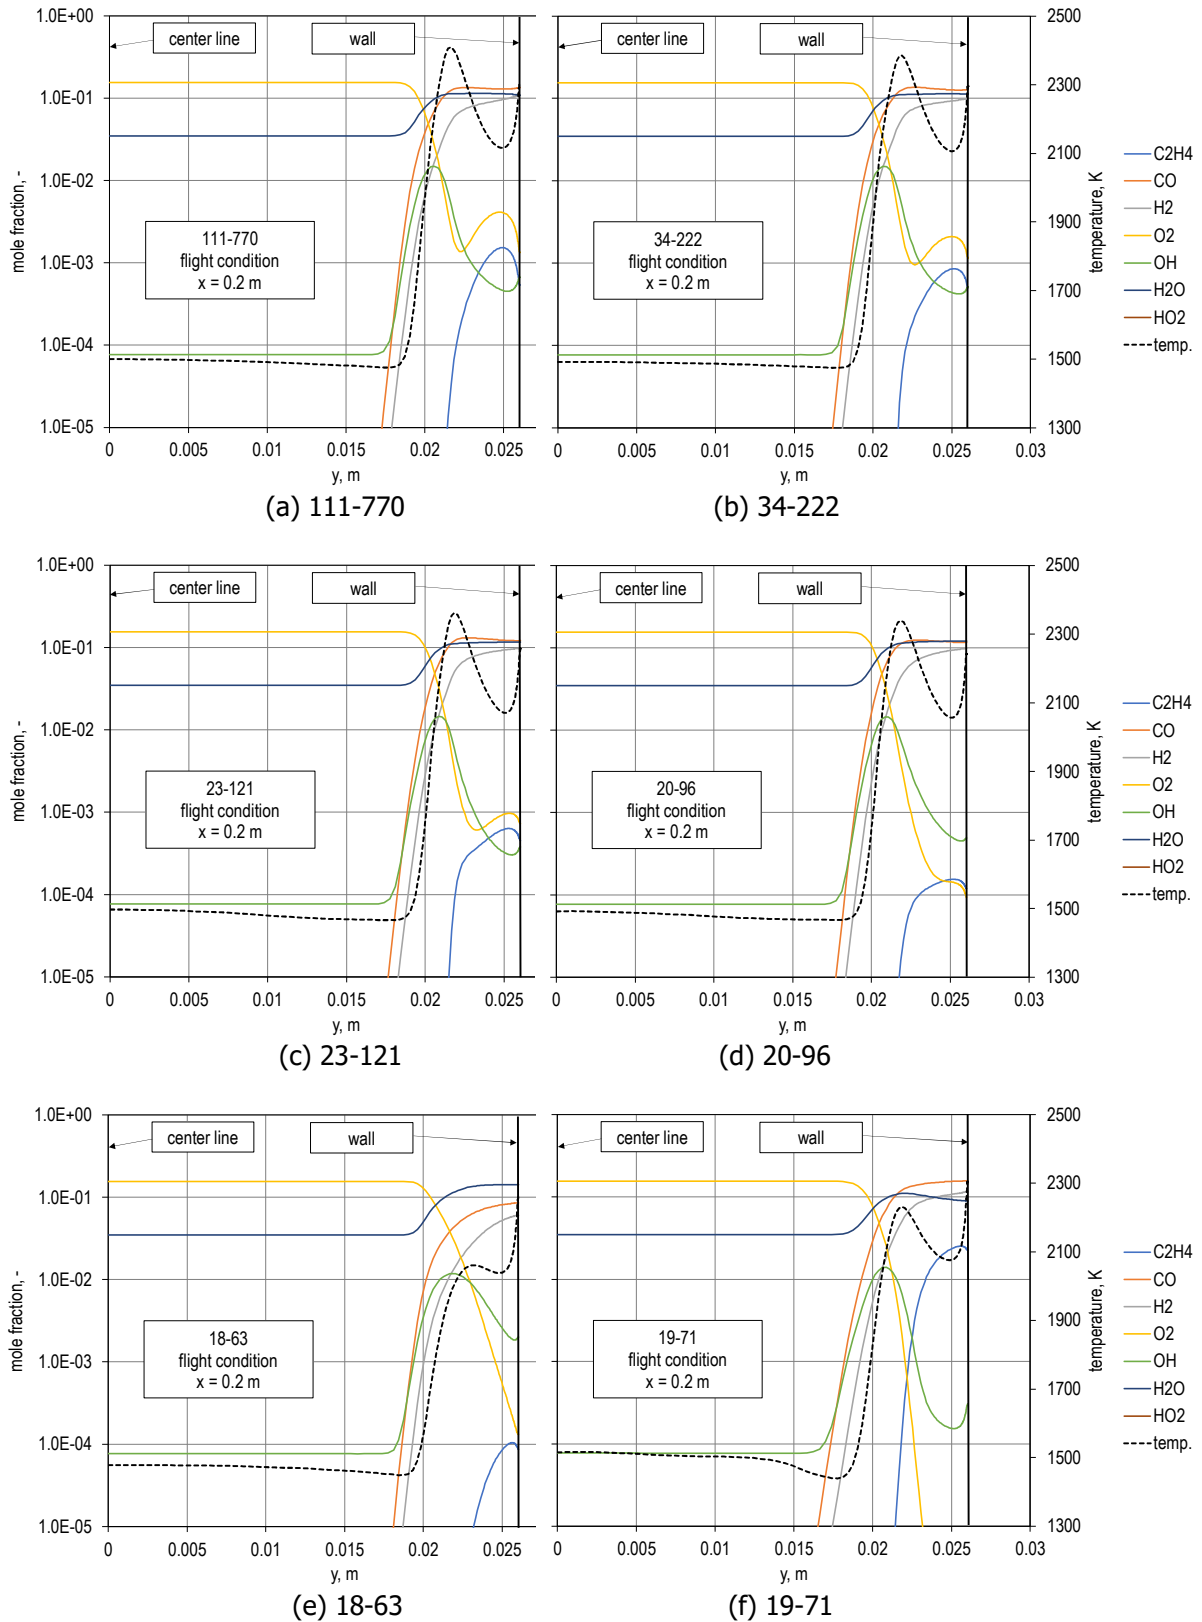 1.0E+00
1.0E-01
1.0E-02
1.0E-03
1.0E-04
1.0E-05
mole fraction, -
center line
wall
111-770
flight condition
x = 0.2 m
0 0.005 0.01 0.015 0.02 0.025
y, m
(a) 111-770
center line
wall
34-222
flight condition
x = 0.2 m
0 0.005 0.01 0.015 0.02 0.025 0.03
y, m
2500
2300
2100
1900
1700
1500
1300
temperature, K
C2H4
CO
H2
O2
OH
H2O
HO2
temp.
(b) 34-222
1.0E+00
1.0E-01
1.0E-02
1.0E-03
1.0E-04
1.0E-05
mole fraction, -
center line
wall
23-121
flight condition
x = 0.2 m
0 0.005 0.01 0.015 0.02 0.025
y, m
(c) 23-121
center line
wall
20-96
flight condition
x = 0.2 m
0 0.005 0.01 0.015 0.02 0.025 0.03
y, m
2500
2300
2100
1900
1700
1500
1300
temperature, K
C2H4
CO
H2
O2
OH
H2O
HO2
temp.
(d) 20-96
1.0E+00
1.0E-01
1.0E-02
1.0E-03
1.0E-04
1.0E-05
mole fraction, -
center line
wall
18-63
flight condition
x = 0.2 m
0 0.005 0.01 0.015 0.02 0.025
y, m
(e) 18-63
center line
wall
19-71
flight condition
x = 0.2 m
0 0.005 0.01 0.015 0.02 0.025 0.03
y, m
2500
2300
2100
1900
1700
1500
1300
temperature, K
C2H4
CO
H2
O2
OH
H2O
HO2
temp.
(f) 19-71